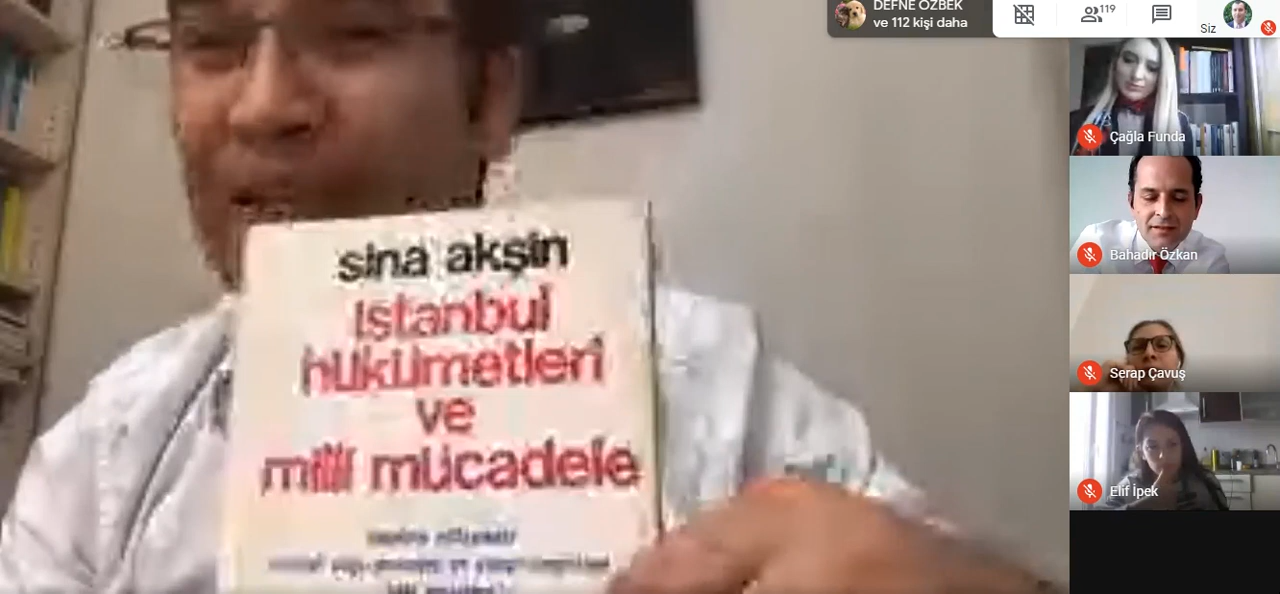 DEFNE ÖZBEK
ve 112 kişi daha
119
Siz
sina akşin
istanbul
hükümetleri
ve
milli mücadele
Çağla Funda
Bahadır Özkan
Serap Çavuş
Elif İpek